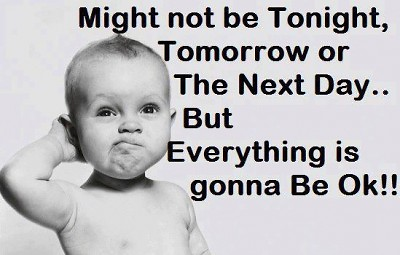 Might not be Tonight,
Tomorrow or
The Next Day..
But
Everything is
gonna Be Ok!!